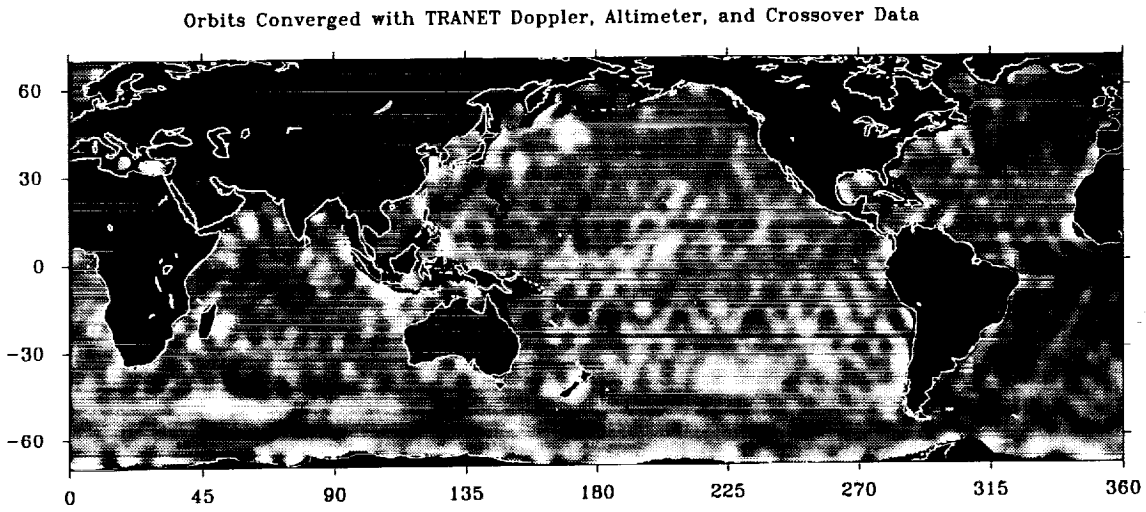 Orbits Converged with TRANET Doppler, Altimeter, and Crossover Data
60
30
0
−30
−60
0 45 90 135 180 225 270 315 360